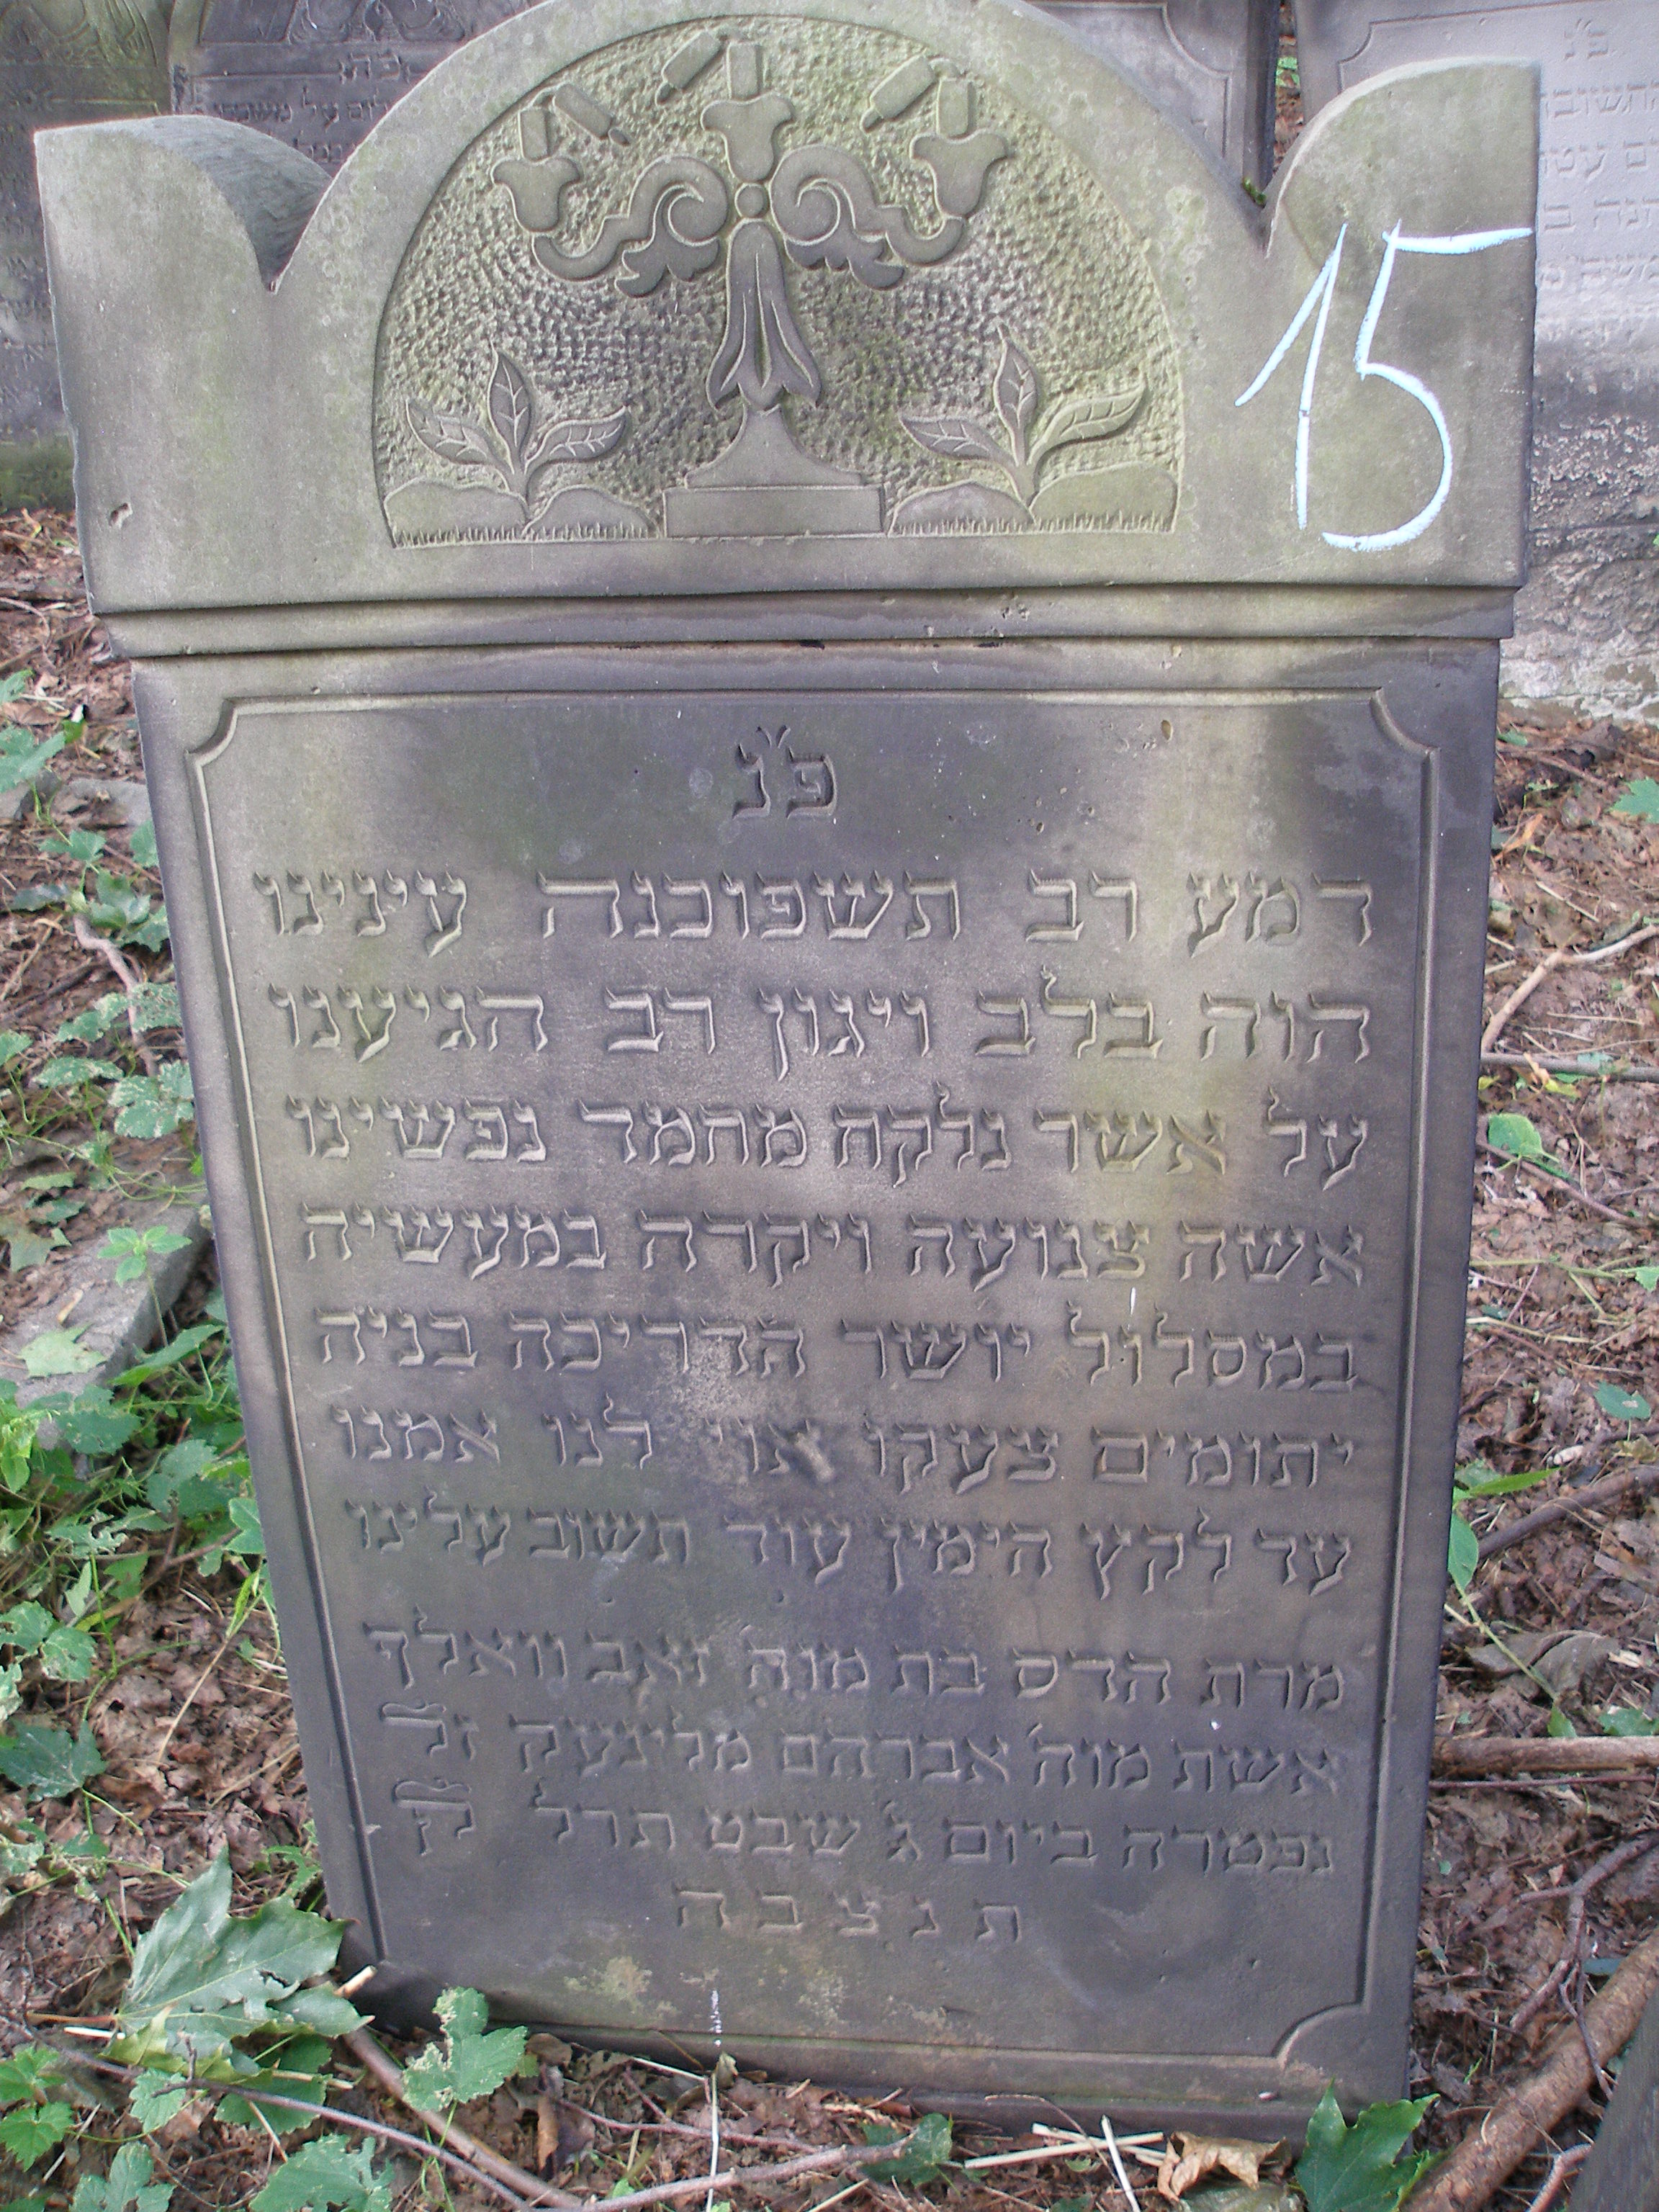 15
פ״נ
דמע רב תשפוכנה עינינו
הוה בלב ויגון רב הגיענו
על אשר נלקה מחמד נפשינו
אשה צנועה ויקרה במעשיה
במסלול יושר הדריכה בניה
יתומים צעקו אוי לנו אמנו
עד לקץ הימין עוד תשוב עלינו
מרת הדס בת מוה׳ זאב וואלף
אשת מוה׳ אברהם ז״ל
נפטרה ביום ג׳ שבט תרל לק
ת נ צ ב ה